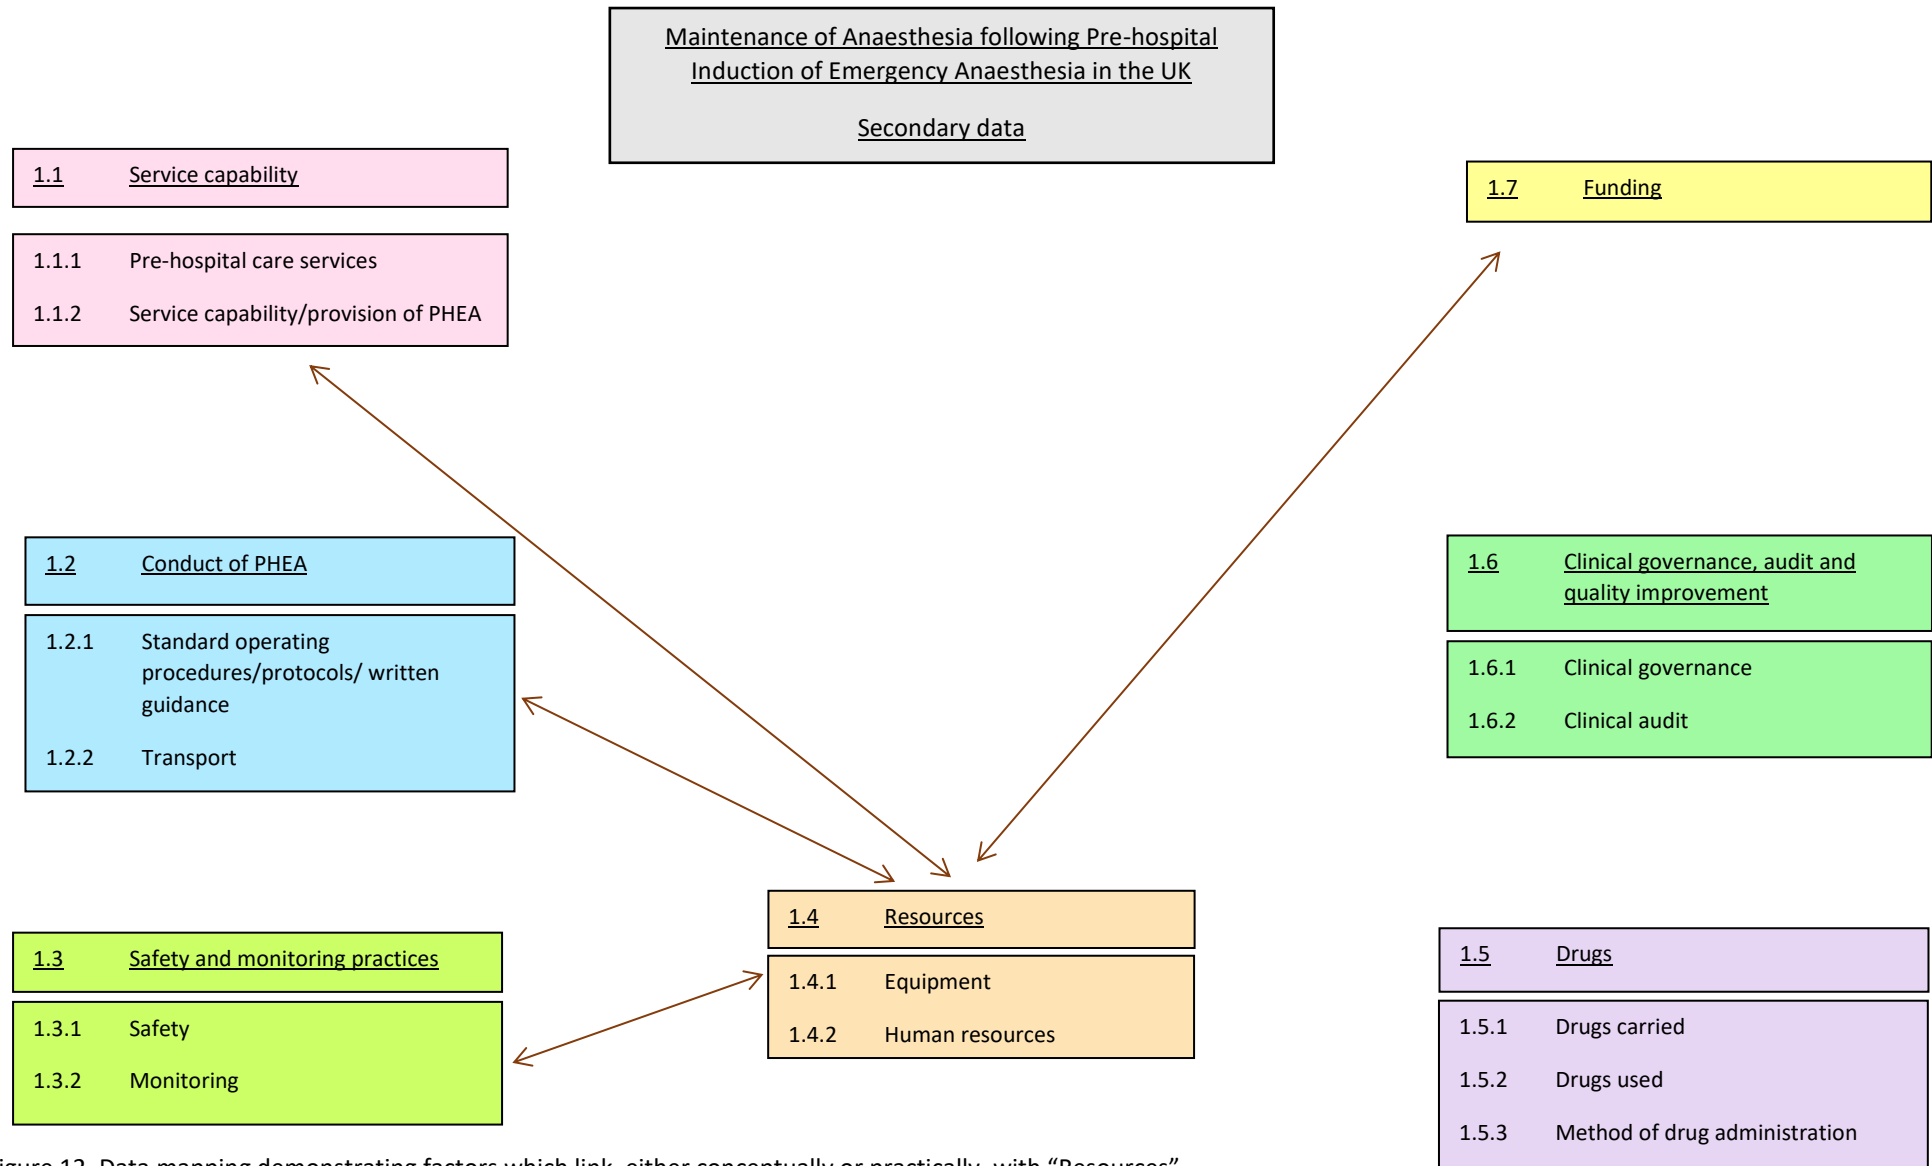 Maintenance of Anaesthesia following Pre-hospital
Induction of Emergency Anaesthesia in the UK
Secondary data
1.1 Service capability
1.1.1 Pre-hospital care services
1.1.2 Service capability/provision of PHEA
1.7 Funding
1.2 Conduct of PHEA
1.2.1 Standard operating
procedures/protocols/ written
guidance
1.2.2 Transport
1.6 Clinical governance, audit and
quality improvement
1.6.1 Clinical governance
1.6.2 Clinical audit
1.3 Safety and monitoring practices
1.3.1 Safety
1.3.2 Monitoring
1.4 Resources
1.4.1 Equipment
1.4.2 Human resources
1.5 Drugs
1.5.1 Drugs carried
1.5.2 Drugs used
1.5.3 Method of drug administration